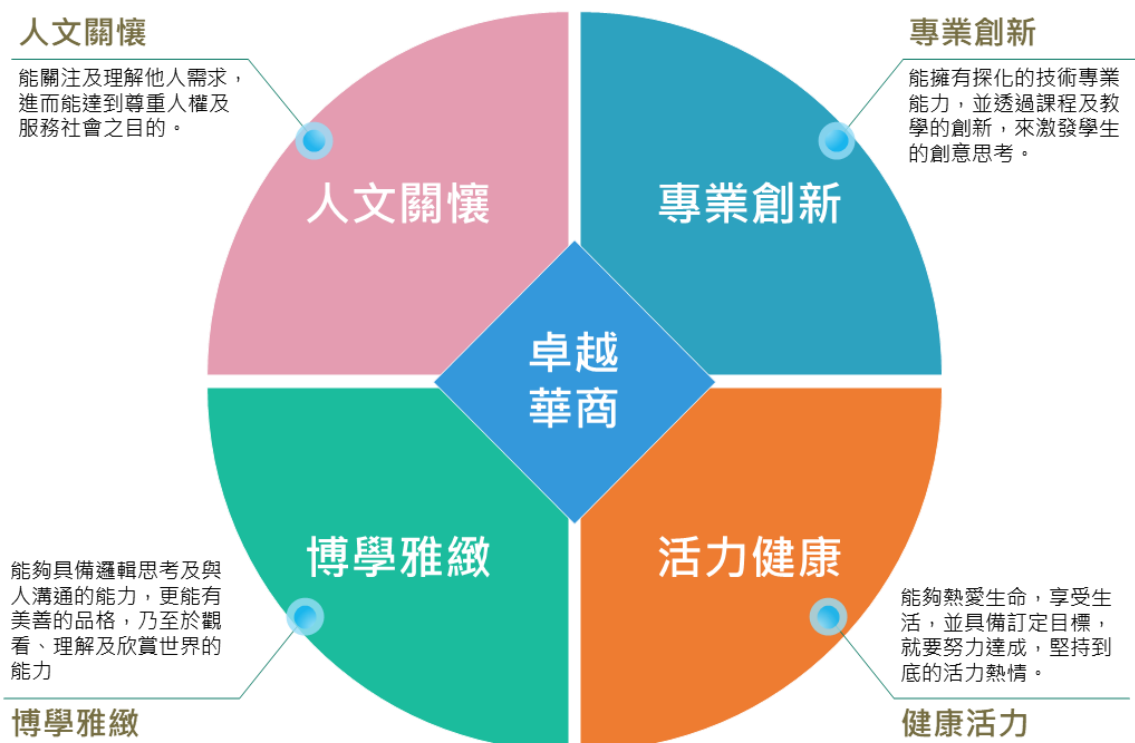 人文關懷
能關注及理解他人需求，
進而能達到尊重人權及
服務社會之目的。
專業創新
能擁有探化的技術專業
能力，並透過課程及教
學的創新，來激發學生
的創意思考。
人文關懷
專業創新
卓越
華商
博學雅緻
活力健康
能夠具備邏輯思考及與
人溝通的能力，更能有
美善的品格，乃至於觀
看、理解及欣賞世界的
能力
博學雅緻
能夠熱愛生命，享受生
活，並具備訂定目標，
就要努力達成，堅持到
底的活力熱情。
健康活力